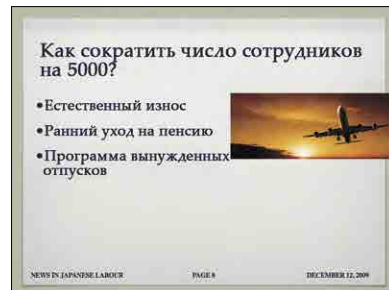 Как сократить число сотрудников
на 5000?
•Естественный износ
•Ранний уход на пенсию
•Программа вынужденных
отпусков
NEWS IN JAPANESE LABOUR PAGE 8 DECEMBER 12, 2009